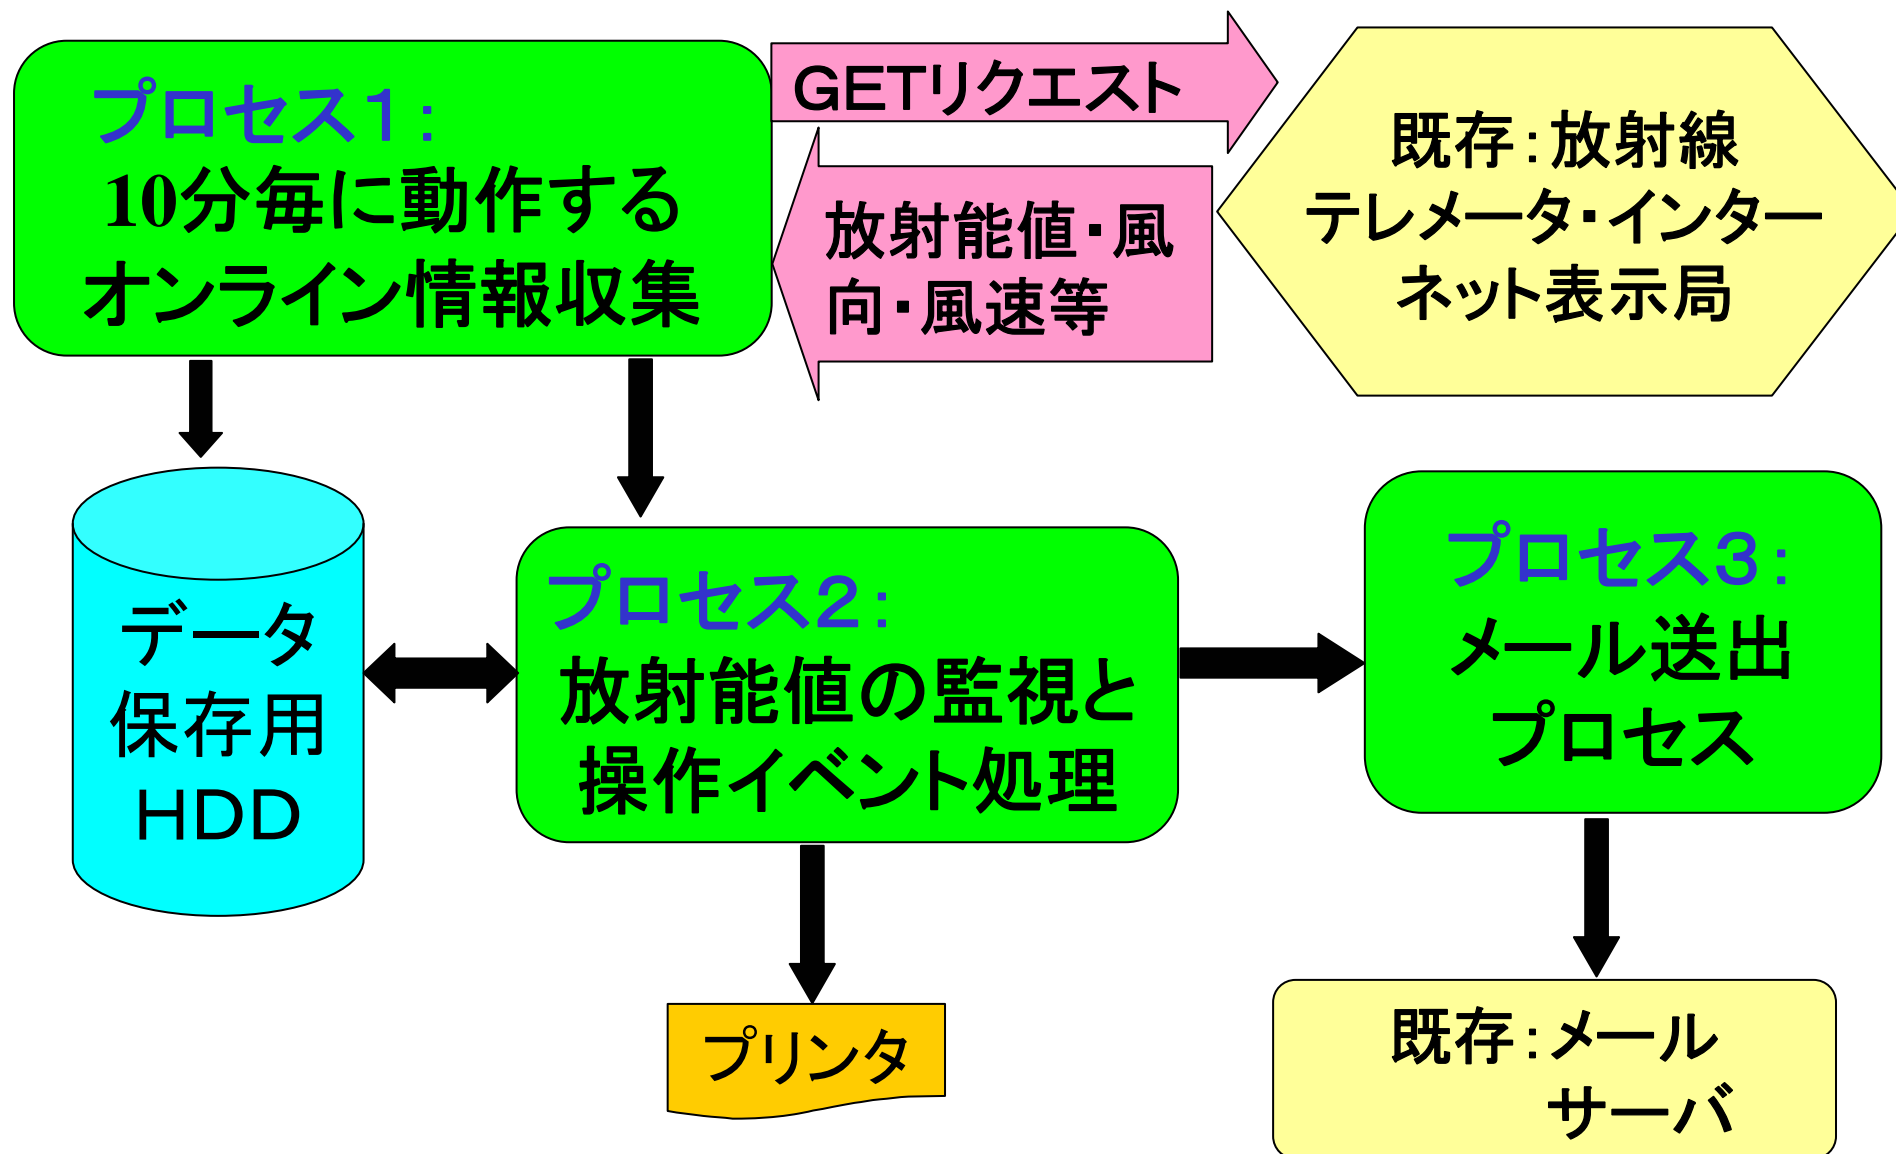 プロセス１：
10分毎に動作する
オンライン情報収集
ＧＥＴリクエスト
放射能値・風
向・風速等
既存：放射線
テレメータ・インター
ネット表示局
データ
保存用
ＨＤＤ
プロセス２：
放射能値の監視と
操作イベント処理
プロセス３：
メール送出
プロセス
プリンタ
既存：メール
サーバ